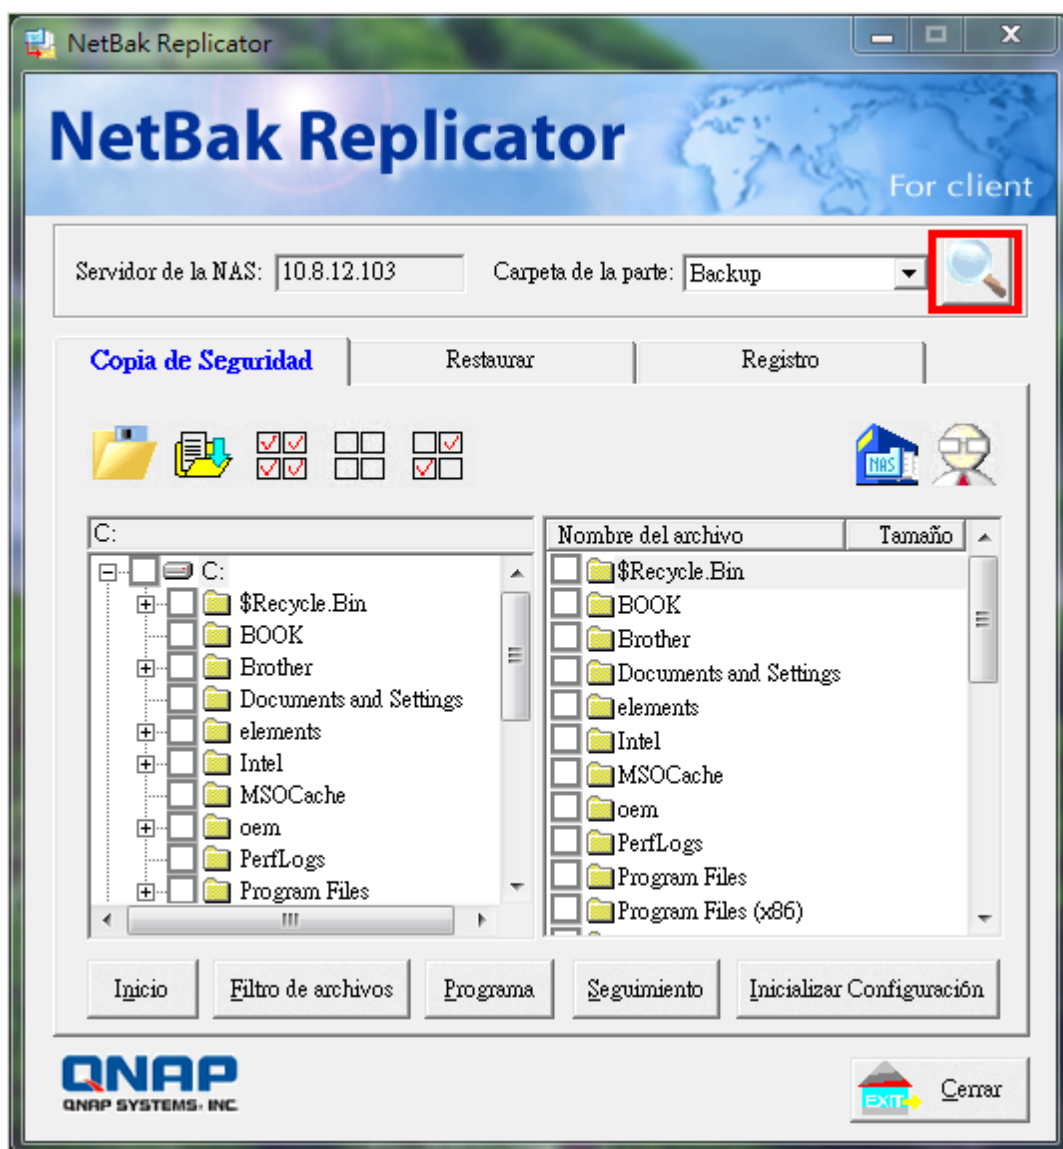 NetBak Replicator
NetBak Replicator
For client
Servidor de la NAS: 10.8.12.103 Carpeta de la parte: Backup
Copia de Seguridad Restaurar Registro
NAS
C:
C:
$Recycle.Bin
BOOK
Brother
Documents and Settings
elements
Intel
MSOCache
oem
PerfLogs
Program Files
Nombre del archivo Tamaño
$Recycle.Bin
BOOK
Brother
Documents and Settings
elements
Intel
MSOCache
oem
PerfLogs
Program Files
Program Files (x86)
Inicio Filtro de archivos Programa Seguimiento Inicializar Configuración
QNAP
QNAP SYSTEMS, INC.
EXIT Cerrar